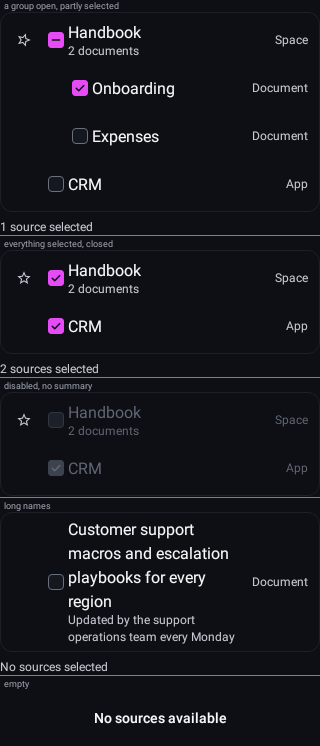 a group open, partly selected
Handbook
2 documents
Space
Onboarding
Document
Expenses
Document
CRM
App
1 source selected
everything selected, closed
Handbook
2 documents
Space
CRM
App
2 sources selected
disabled, no summary
Handbook
2 documents
Space
CRM
App
long names
Customer support
macros and escalation
playbooks for every
region
Updated by the support
operations team every Monday
Document
No sources selected
empty
No sources available